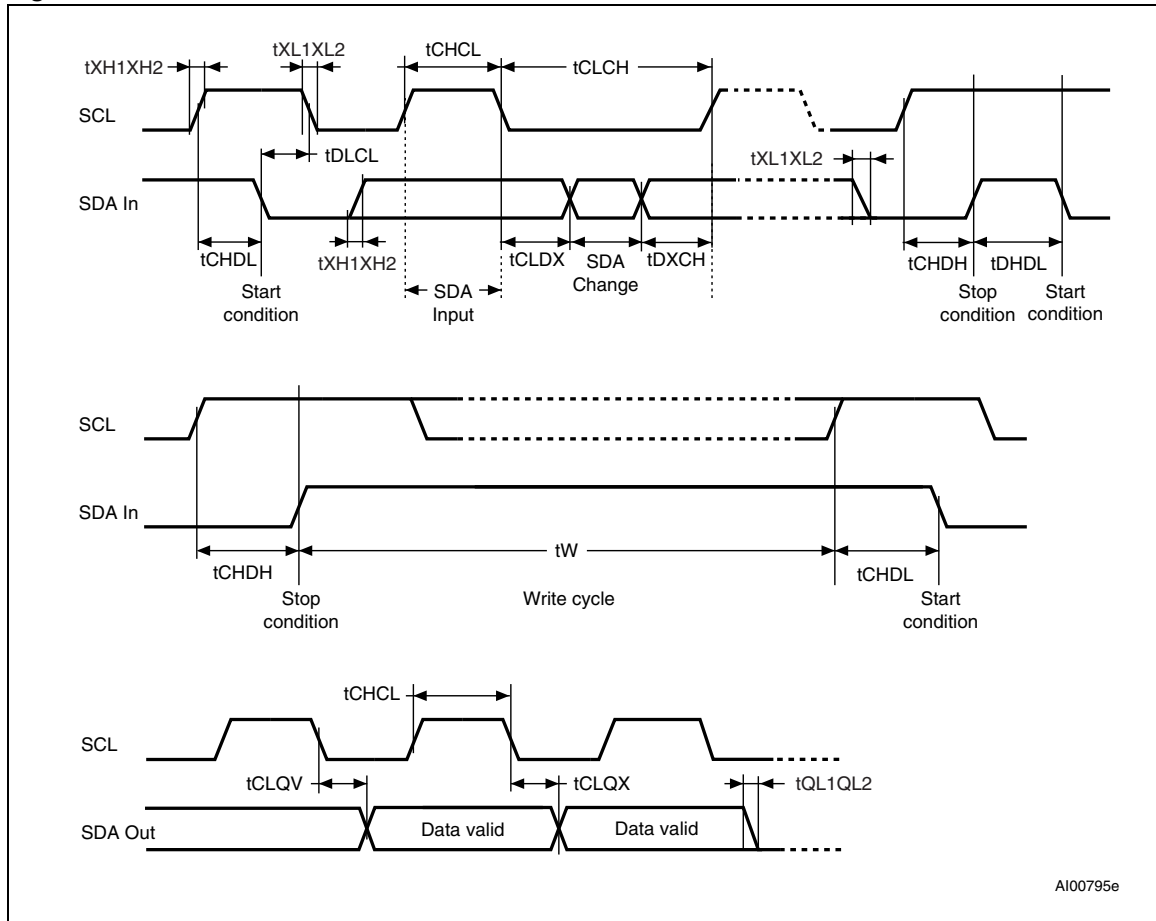 tXH1XH2
tXL1XL2
tCHCL
tCLCH
SCL
tDLCL
tXL1XL2
SDA In
tCHDL
tXH1XH2
tCLDX
SDA
Change
tDXCH
tCHDH
tDHDL
Start
condition
SDA
Input
Stop
condition
Start
condition
SCL
SDA In
tCHDH
tW
tCHDL
Stop
condition
Write cycle
Start
condition
tCHCL
SCL
tCLQV
tCLQX
tQL1QL2
SDA Out
Data valid
Data valid
AI00795e